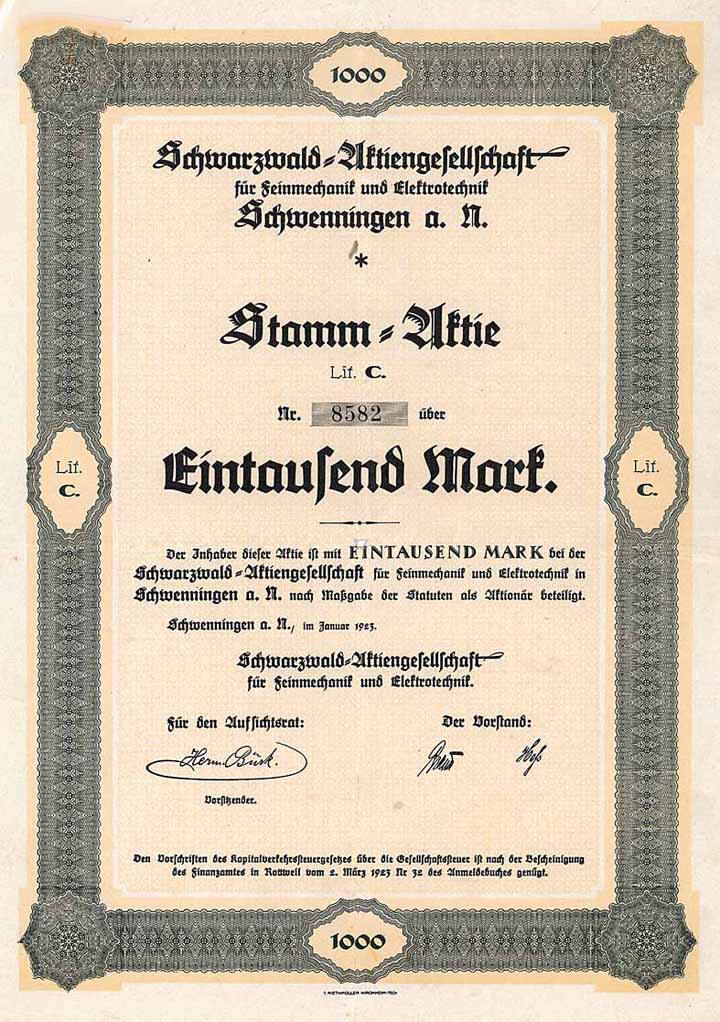 1000
Schwarzwald=Aktiengesellschaft
für Feinmechanik und Elektrotechnik
Schwenningen a. N.
*
Stamm=Aktie
Lit. C.
Nr. 8582 über
Eintausend Mark.
Lit.
C.
Lit.
C.
Der Inhaber dieser Aktie ist mit EINTAUSEND MARK bei der
Schwarzwald=Aktiengesellschaft für Feinmechanik und Elektrotechnik in
Schwenningen a. N. nach Maßgabe der Statuten als Aktionär beteiligt.
Schwenningen a. N., im Januar 1923.
Schwarzwald=Aktiengesellschaft
für Feinmechanik und Elektrotechnik.
Für den Aufsichtsrat: Der Vorstand:
Herm. Bürk.
Vorsitzender.
Den Vorschriften des Kapitalverkehrssteuergesetzes über die Gesellschaftssteuer ist nach der Bescheinigung
des Finanzamtes in Rottweil vom 2. März 1923 Nr 32 des Anmeldebuches genügt.
1000